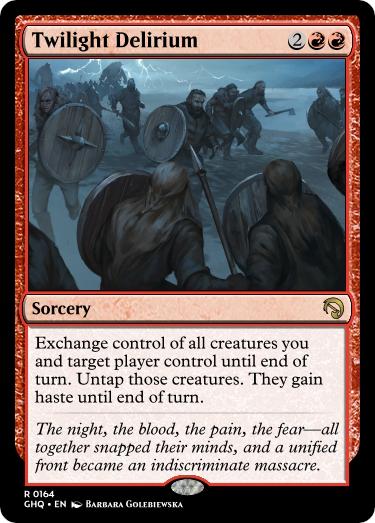 Twilight Delirium 2
Sorcery
Exchange control of all creatures you
and target player control until end of
turn. Untap those creatures. They gain
haste until end of turn.
The night, the blood, the pain, the fear—all
together snapped their minds, and a unified
front became an indiscriminate massacre.
R 0164
GHQ • EN Barbara Golebiewska